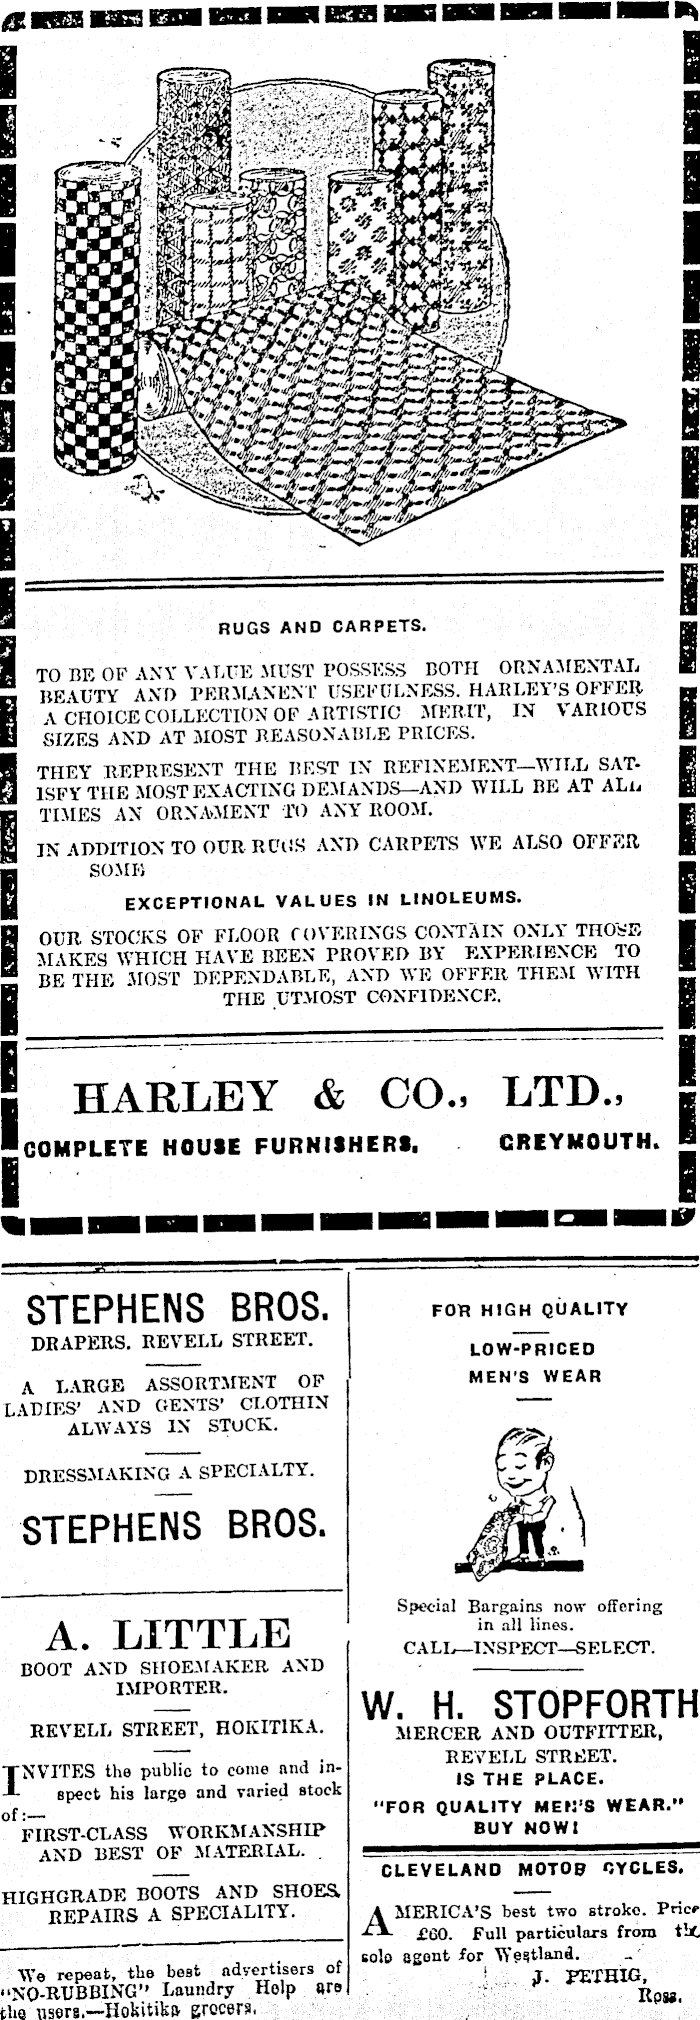 RUGS AND CARPETS.
TO BE OF ANY VALUE MUST POSSESS BOTH ORNAMENTAL
BEAUTY AND PERMANENT USEFULNESS. HARLEY'S OFFER
A CHOICE COLLECTION OF ARTISTIC MERIT, IN VARIOUS
SIZES AND AT MOST REASONABLE PRICES.
THEY REPRESENT THE BEST IN REFINEMENT—WILL SAT-
ISFY THE MOST EXACTING DEMANDS—AND WILL BE AT ALL
TIMES AN ORNAMENT TO ANY ROOM.
IN ADDITION TO OUR RUGS AND CARPETS WE ALSO OFFER
SOME
EXCEPTIONAL VALUES IN LINOLEUMS.
OUR STOCKS OF FLOOR COVERINGS CONTAIN ONLY THOSE
MAKES WHICH HAVE BEEN PROVED BY EXPERIENCE TO
BE THE MOST DEPENDABLE, AND WE OFFER THEM WITH
THE UTMOST CONFIDENCE.
HARLEY & CO., LTD.,
COMPLETE HOUSE FURNISHERS, GREYMOUTH.
STEPHENS BROS.
DRAPERS. REVELL STREET.
A LARGE ASSORTMENT OF
LADIES' AND GENTS' CLOTHIN
ALWAYS IN STOCK.
DRESSMAKING A SPECIALTY.
STEPHENS BROS.
A. LITTLE
BOOT AND SHOEMAKER AND
IMPORTER.
REVELL STREET, HOKITIKA.
INVITES the public to come and in-
spect his large and varied stock
of:—
FIRST-CLASS WORKMANSHIP
AND BEST OF MATERIAL.
HIGHGRADE BOOTS AND SHOES
REPAIRS A SPECIALITY.
We repeat, the best advertisers of
"NO-RUBBING" Laundry Help are
the users.—Hokitika grocers.
FOR HIGH QUALITY
LOW-PRICED
MEN'S WEAR
Special Bargains now offering
in all lines.
CALL—INSPECT—SELECT.
W. H. STOPFORTH
MERCER AND OUTFITTER,
REVELL STREET.
IS THE PLACE.
"FOR QUALITY MEN'S WEAR."
BUY NOW!
CLEVELAND MOTOR CYCLES.
AMERICA'S best two stroke. Price
£60. Full particulars from the
sole agent for Westland.
J. PETHIG,
Ross.